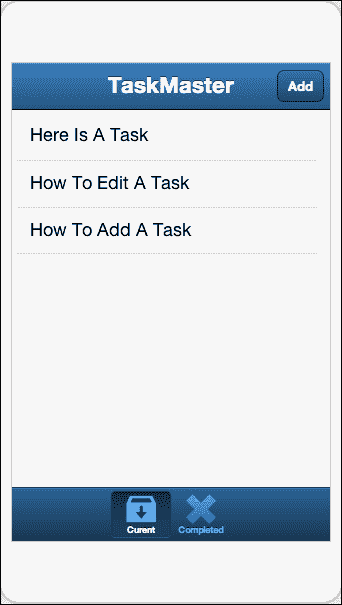 TaskMaster Add
Here Is A Task
How To Edit A Task
How To Add A Task
Curent Completed